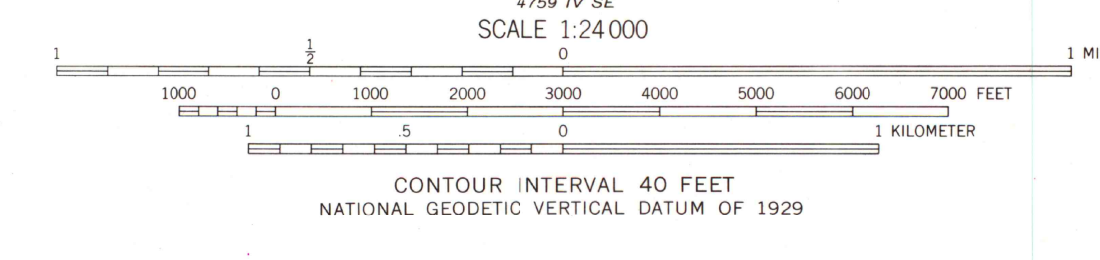 4759 IV SE
SCALE 1:24 000
1 1/2 0 1 MI
1000 0 1000 2000 3000 4000 5000 6000 7000 FEET
1 .5 0 1 KILOMETER
CONTOUR INTERVAL 40 FEET
NATIONAL GEODETIC VERTICAL DATUM OF 1929